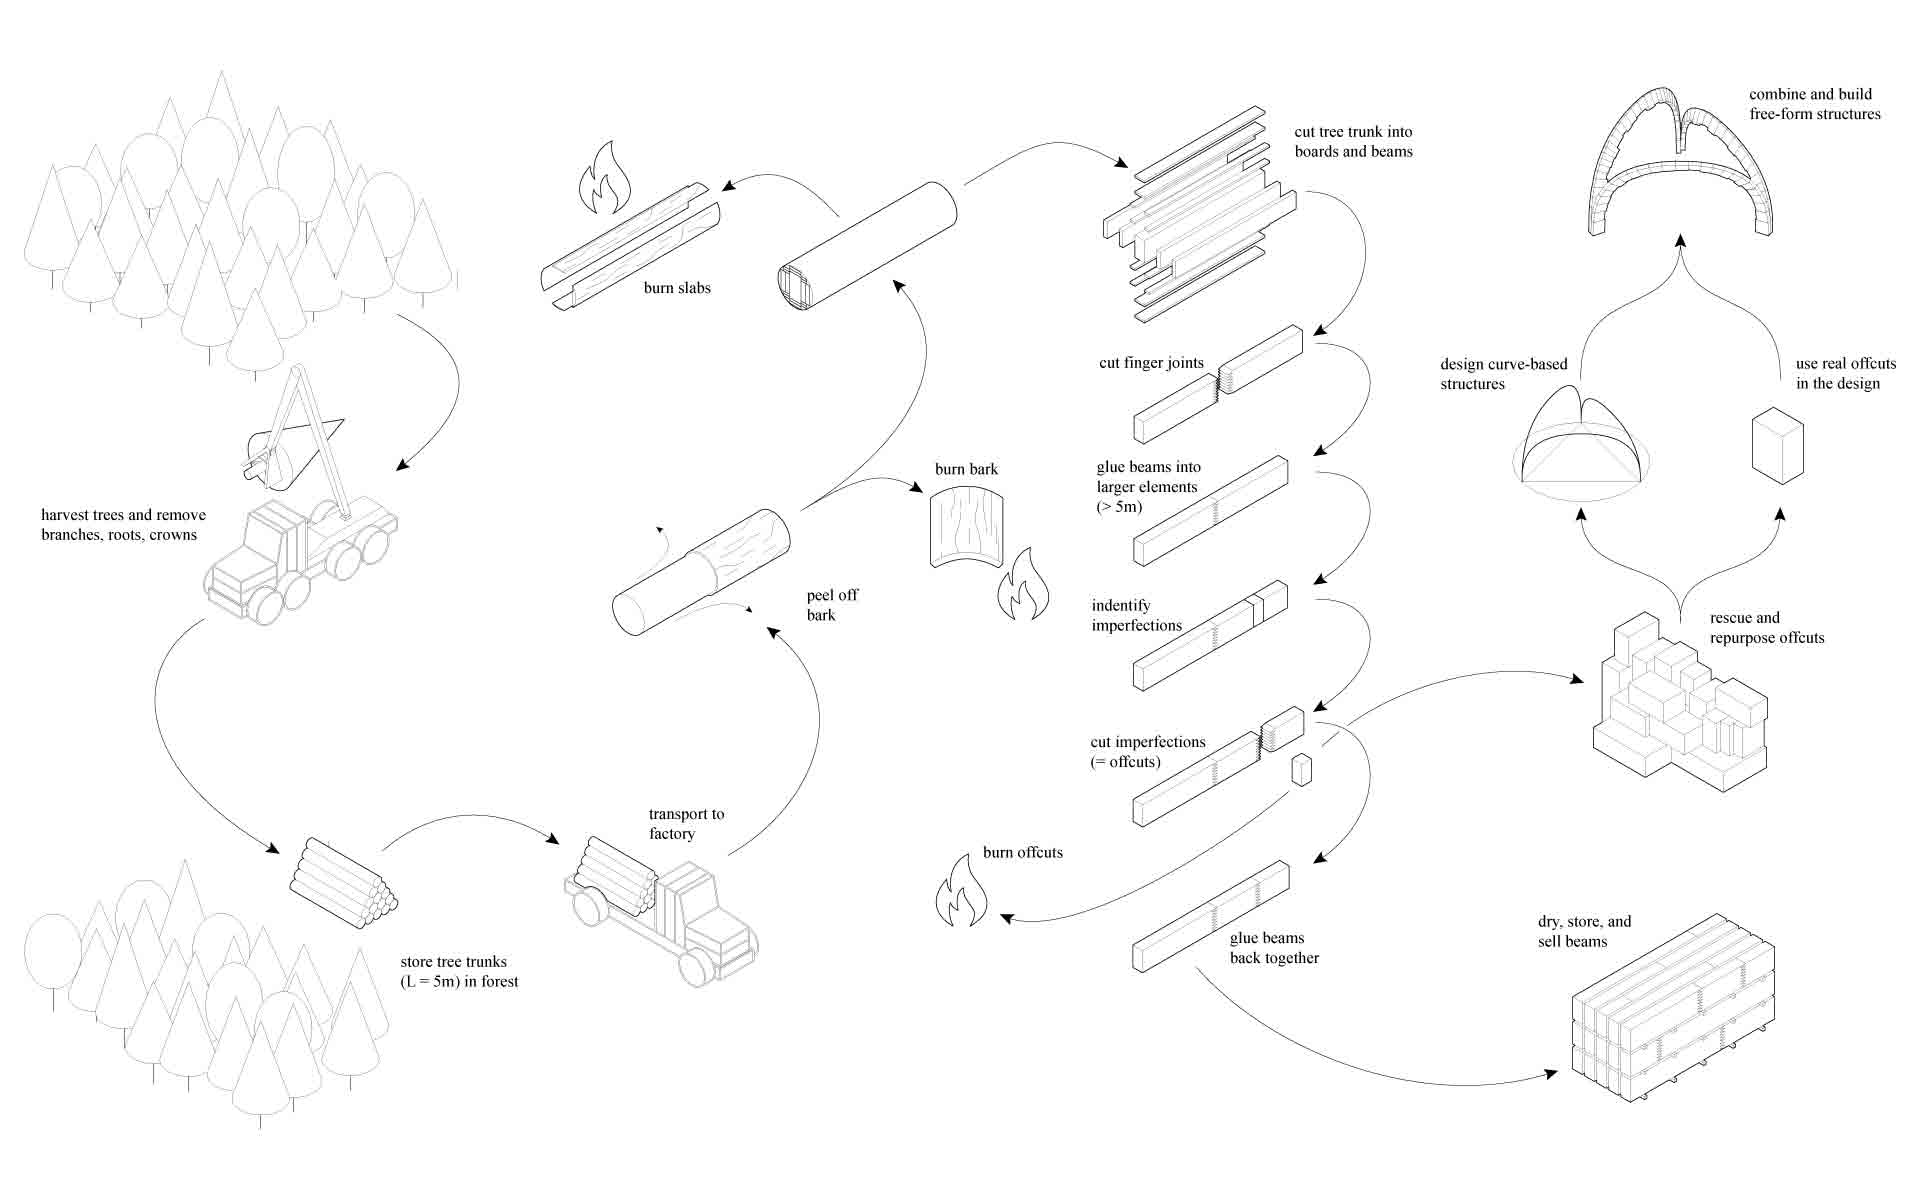 harvest trees and remove
branches, roots, crowns
store tree trunks
(L = 5m) in forest
transport to
factory
peel off
bark
burn bark
burn slabs
cut tree trunk into
boards and beams
cut finger joints
glue beams into
larger elements
(> 5m)
indentify
imperfections
cut imperfections
(= offcuts)
burn offcuts
glue beams
back together
dry, store, and
sell beams
rescue and
repurpose offcuts
design curve-based
structures
use real offcuts
in the design
combine and build
free-form structures